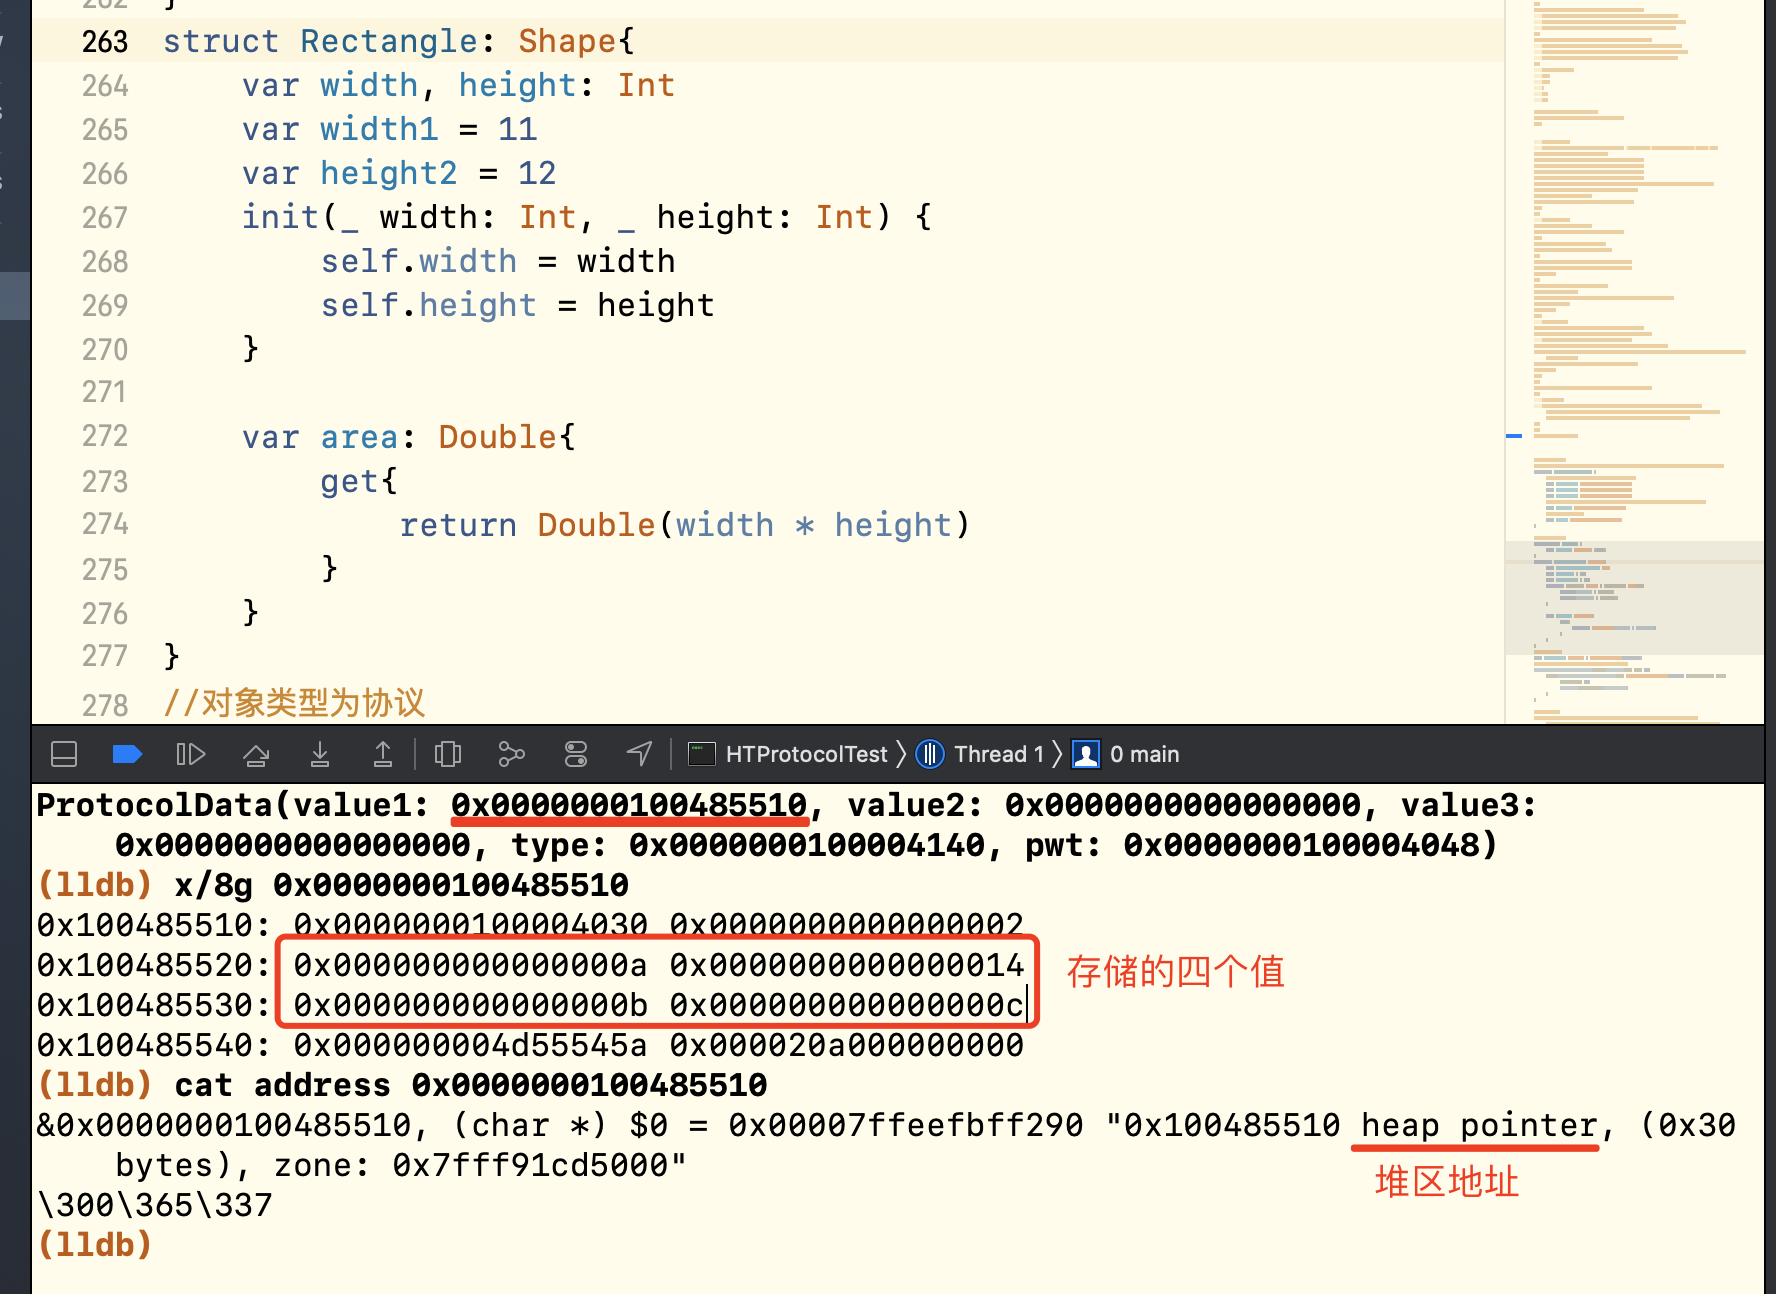 262 }
263 struct Rectangle: Shape{
264     var width, height: Int
265     var width1 = 11
266     var height2 = 12
267     init(_ width: Int, _ height: Int) {
268         self.width = width
269         self.height = height
270     }
271
272     var area: Double{
273         get{
274             return Double(width * height)
275         }
276     }
277 }
278 //对象类型为协议
HTProtocolTest 〉 Thread 1 〉 0 main
ProtocolData(value1: 0x0000000100485510, value2: 0x0000000000000000, value3:
    0x0000000000000000, type: 0x0000000100004140, pwt: 0x0000000100004048)
(lldb) x/8g 0x0000000100485510
0x100485510: 0x0000000100004030 0x0000000000000002
0x100485520: 0x000000000000000a 0x0000000000000014
存储的四个值
0x100485530: 0x000000000000000b 0x000000000000000c
0x100485540: 0x000000004d55545a 0x000020a000000000
(lldb) cat address 0x0000000100485510
&0x0000000100485510, (char *) $0 = 0x00007ffeefbff290 "0x100485510 heap pointer, (0x30
    bytes), zone: 0x7fff91cd5000"
堆区地址
\300\365\337
(lldb)